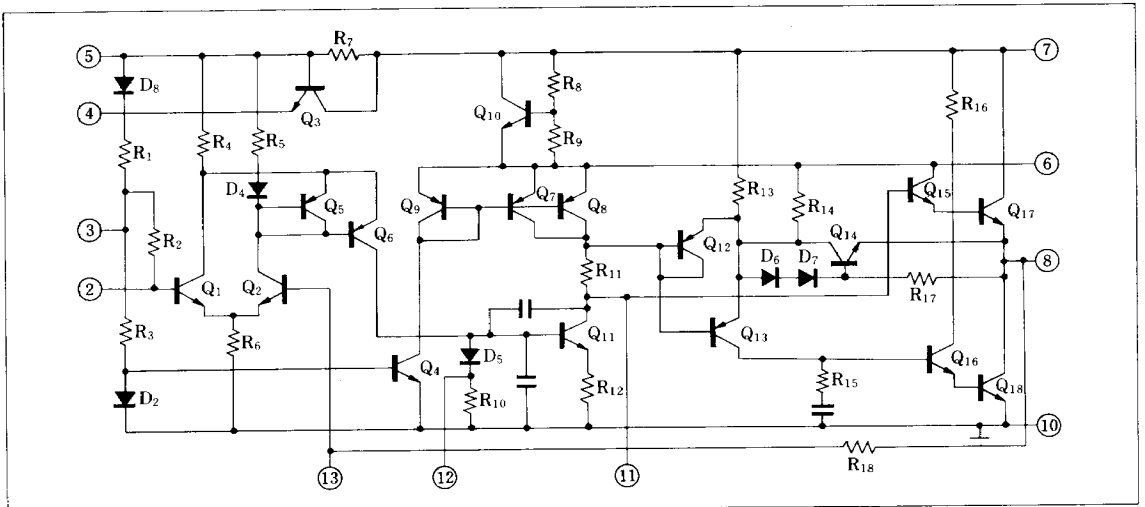 ⑤ R7 ⑦
D8 R8
④ Q3 Q10 R16
R1 R4 R5 R9
⑥
D4 Q5 Q9 Q7 Q8 R13 R14 Q15 Q17
③ R2 Q6 Q12 Q14
② Q1 Q2 R11 D6 D7 R17 ⑧
R3 R6 D5 Q11 Q13
Q4 R12 R15 Q16 Q18
D2 R10
⑩
⑬ ⑫ ⑪ R18